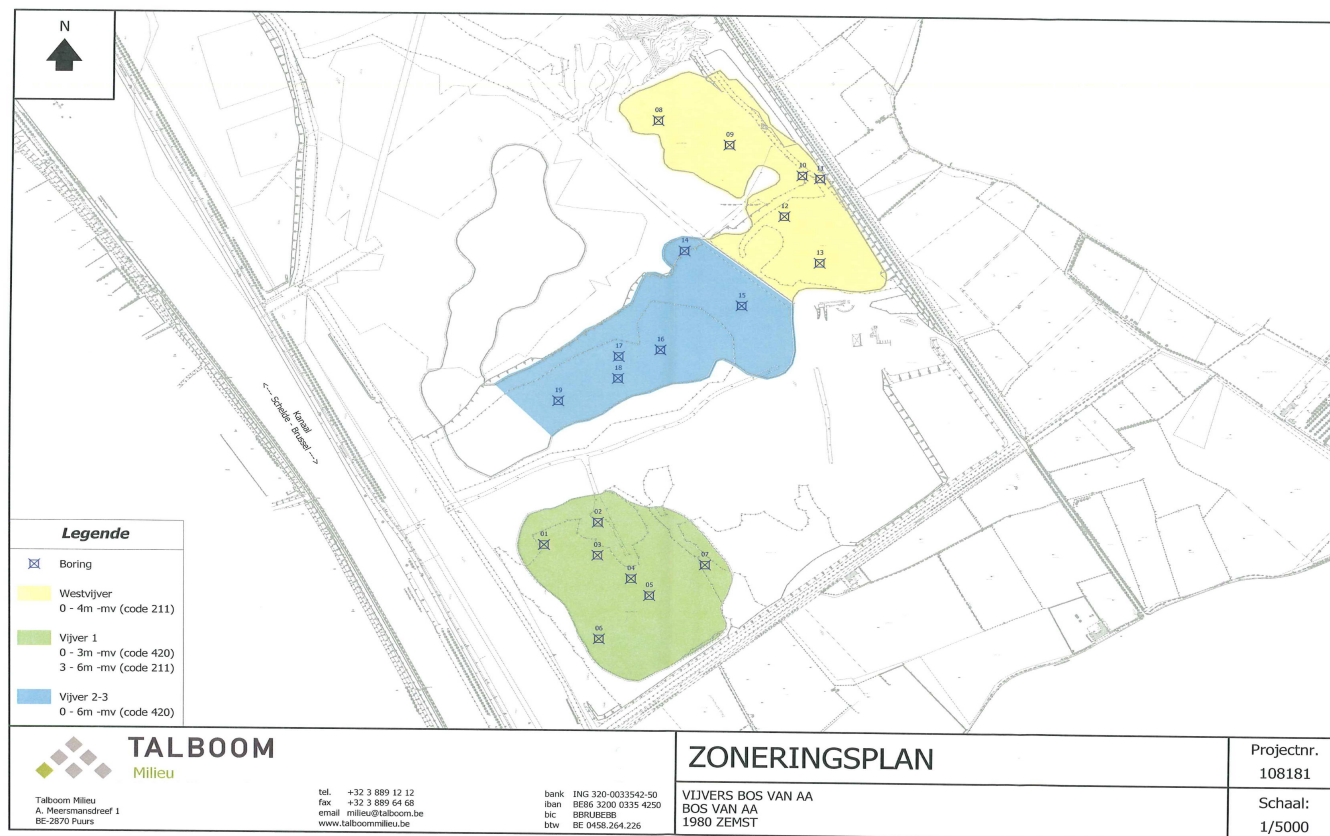 N
08
09
10
11
12
13
14
15
16
17
18
19
Kanaal
<--- Schelde - Brussel --->
02
01
03
07
04
05
06
Legende
Boring
Westvijver
0 - 4m -mv (code 211)
Vijver 1
0 - 3m -mv (code 420)
3 - 6m -mv (code 211)
Vijver 2-3
0 - 6m -mv (code 420)
TALBOOM
Milieu
Talboom Milieu
A. Meersmansdreef 1
BE-2870 Puurs
tel. +32 3 889 12 12
fax +32 3 889 64 68
email milieu@talboom.be
www.talboommilieu.be
bank ING 320-0033542-50
iban BE86 3200 0335 4250
bic BBRUBEBB
btw BE 0458.264.226
ZONERINGSPLAN
VIJVERS BOS VAN AA
BOS VAN AA
1980 ZEMST
Projectnr.
108181
Schaal:
1/5000